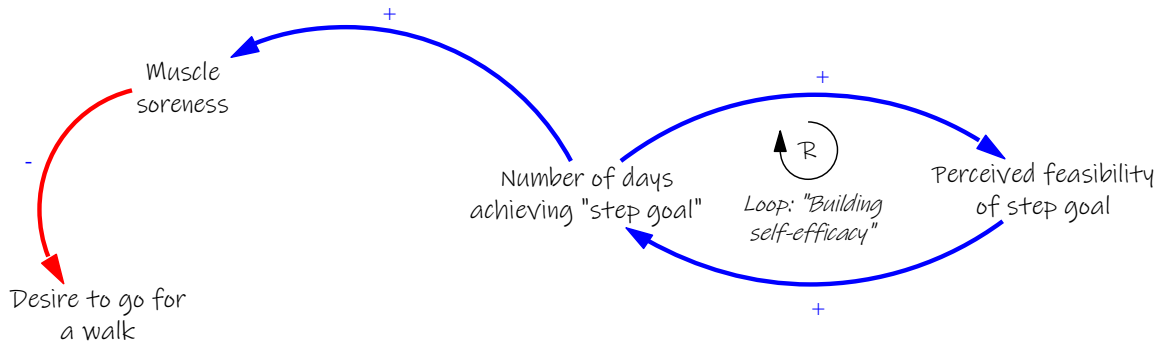 +
Muscle
soreness
-
Desire to go for
a walk
Number of days
achieving "step goal"
+
R
Loop: "Building
self-efficacy"
Perceived feasibility
of step goal
+